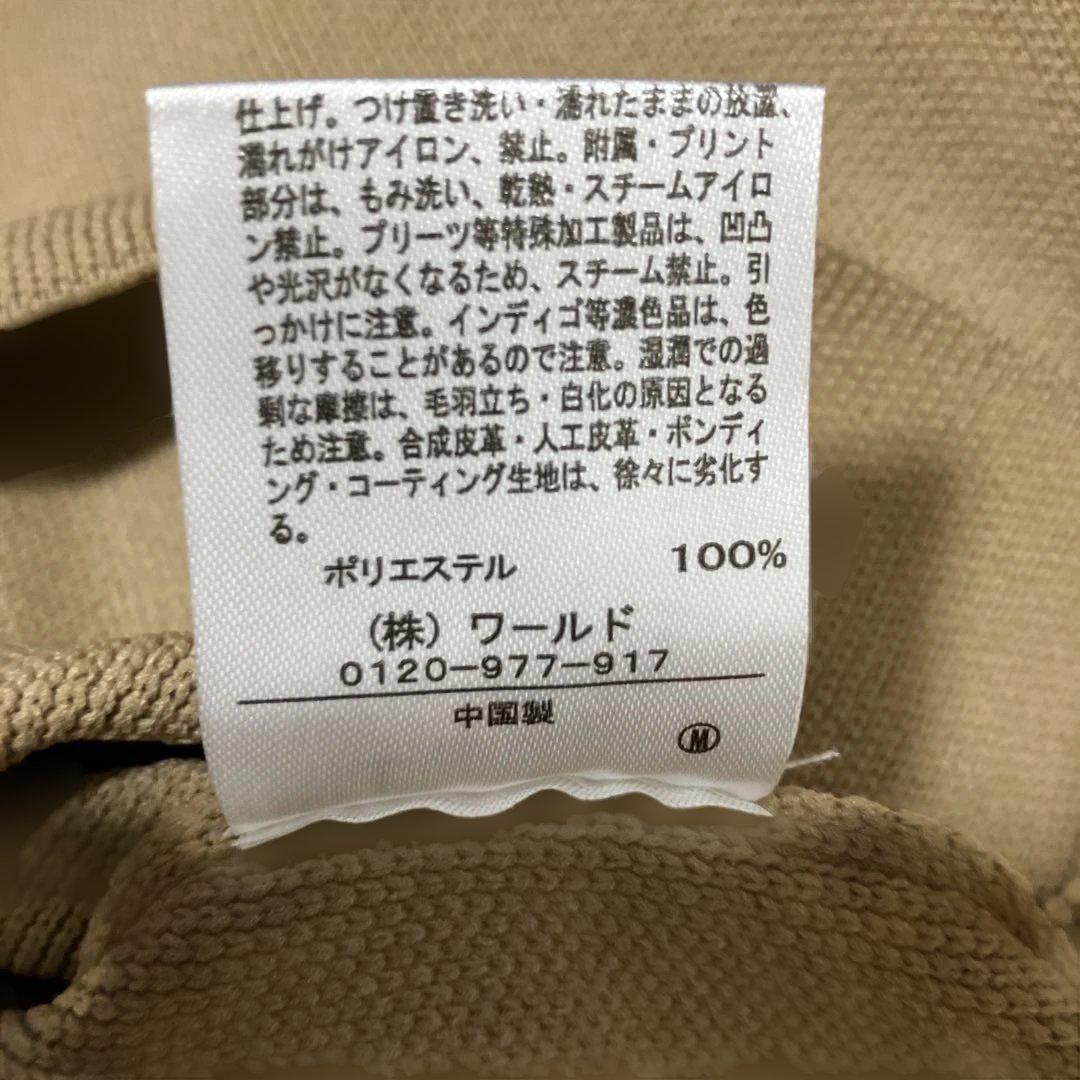 仕上げ。つけ置き洗い・濡れたままの放置、
濡れがけアイロン、禁止。附属・プリント
部分は、もみ洗い、乾熱・スチームアイロ
ン禁止。プリーツ等特殊加工製品は、凹凸
や光沢がなくなるため、スチーム禁止。引
っかけに注意。インディゴ等濃色品は、色
移りすることがあるので注意。湿潤での過
剰な摩擦は、毛羽立ち・白化の原因となる
ため注意。合成皮革・人工皮革・ボンディ
ング・コーティング生地は、徐々に劣化す
る。
ポリエステル 100%
(株) ワールド
0120-977-917
中国製
M